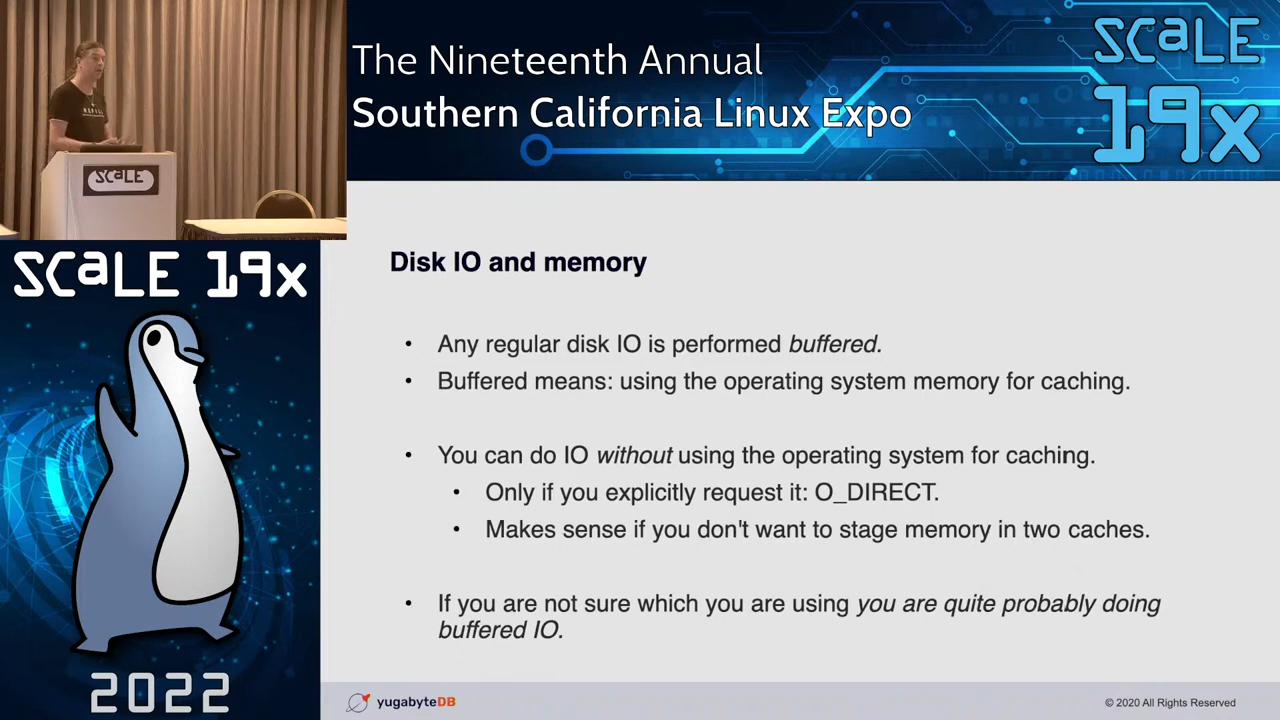 The Nineteenth Annual
Southern California Linux Expo
SCaLE
19x
SCaLE
SCaLE 19x
2022
Disk IO and memory
• Any regular disk IO is performed buffered.
• Buffered means: using the operating system memory for caching.
• You can do IO without using the operating system for caching.
• Only if you explicitly request it: O_DIRECT.
• Makes sense if you don't want to stage memory in two caches.
• If you are not sure which you are using you are quite probably doing
buffered IO.
yugabyteDB
© 2020 All Rights Reserved